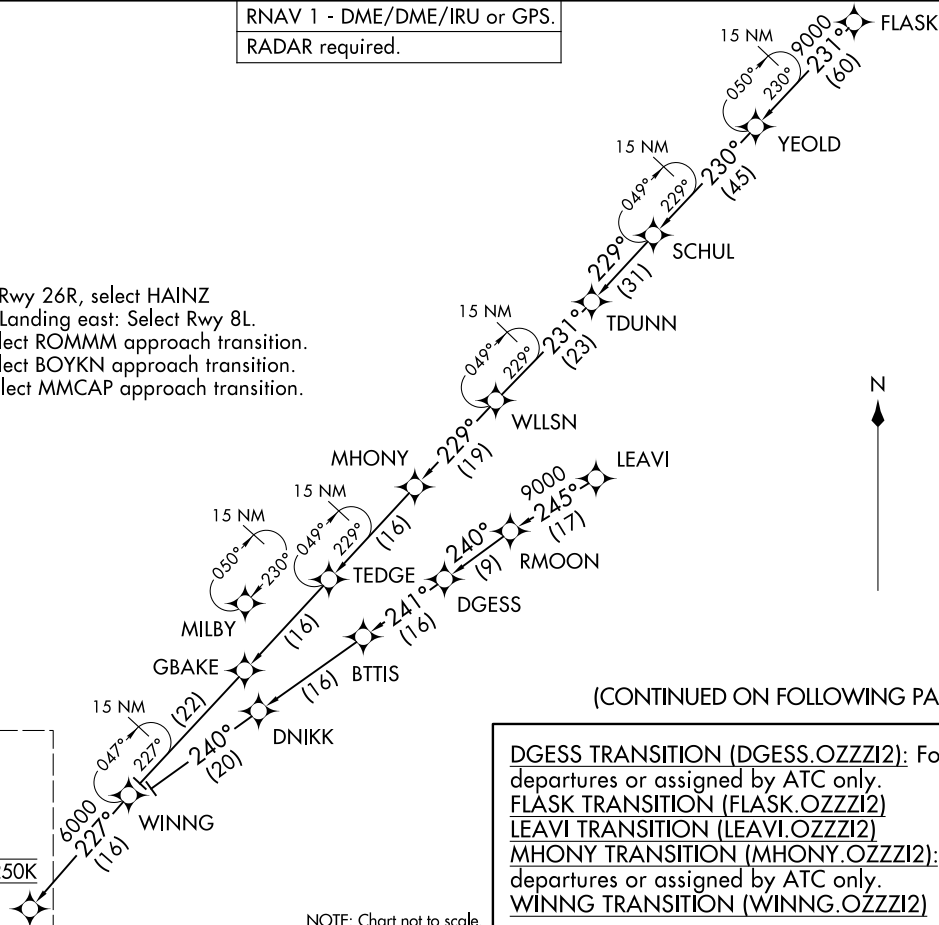 RNAV 1 - DME/DME/IRU or GPS.
RADAR required.
FLASK
9000
231°
(60)
15 NM
050°
230°
YEOLD
230°
(45)
15 NM
049°
229°
SCHUL
229°
(31)
TDUNN
Rwy 26R, select HAINZ
Landing east: Select Rwy 8L.
lect ROMMM approach transition.
lect BOYKN approach transition.
lect MMCAP approach transition.
231°
(23)
15 NM
049°
229°
WLLSN
229°
(19)
N
MHONY
LEAVI
9000
245°
(17)
15 NM
049°
229°
(16)
RMOON
240°
(9)
15 NM
050°
230°
TEDGE
DGESS
MILBY
(16)
241°
(16)
GBAKE
BTTIS
(16)
(22)
DNIKK
240°
(20)
15 NM
047°
227°
WINNG
6000
227°
(16)
50K
NOTE: Chart not to scale
(CONTINUED ON FOLLOWING PA
DGESS TRANSITION (DGESS.OZZZI2): Fo
departures or assigned by ATC only.
FLASK TRANSITION (FLASK.OZZZI2)
LEAVI TRANSITION (LEAVI.OZZZI2)
MHONY TRANSITION (MHONY.OZZZI2):
departures or assigned by ATC only.
WINNG TRANSITION (WINNG.OZZZI2)